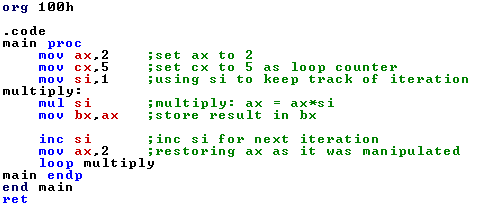 org 100h
.code
main proc
mov ax,2 ;set ax to 2
mov cx,5 ;set cx to 5 as loop counter
mov si,1 ;using si to keep track of iteration
multiply:
mul si ;multiply: ax = ax*si
mov bx,ax ;store result in bx
inc si ;inc si for next iteration
mov ax,2 ;restoring ax as it was manipulated
loop multiply
main endp
end main
ret